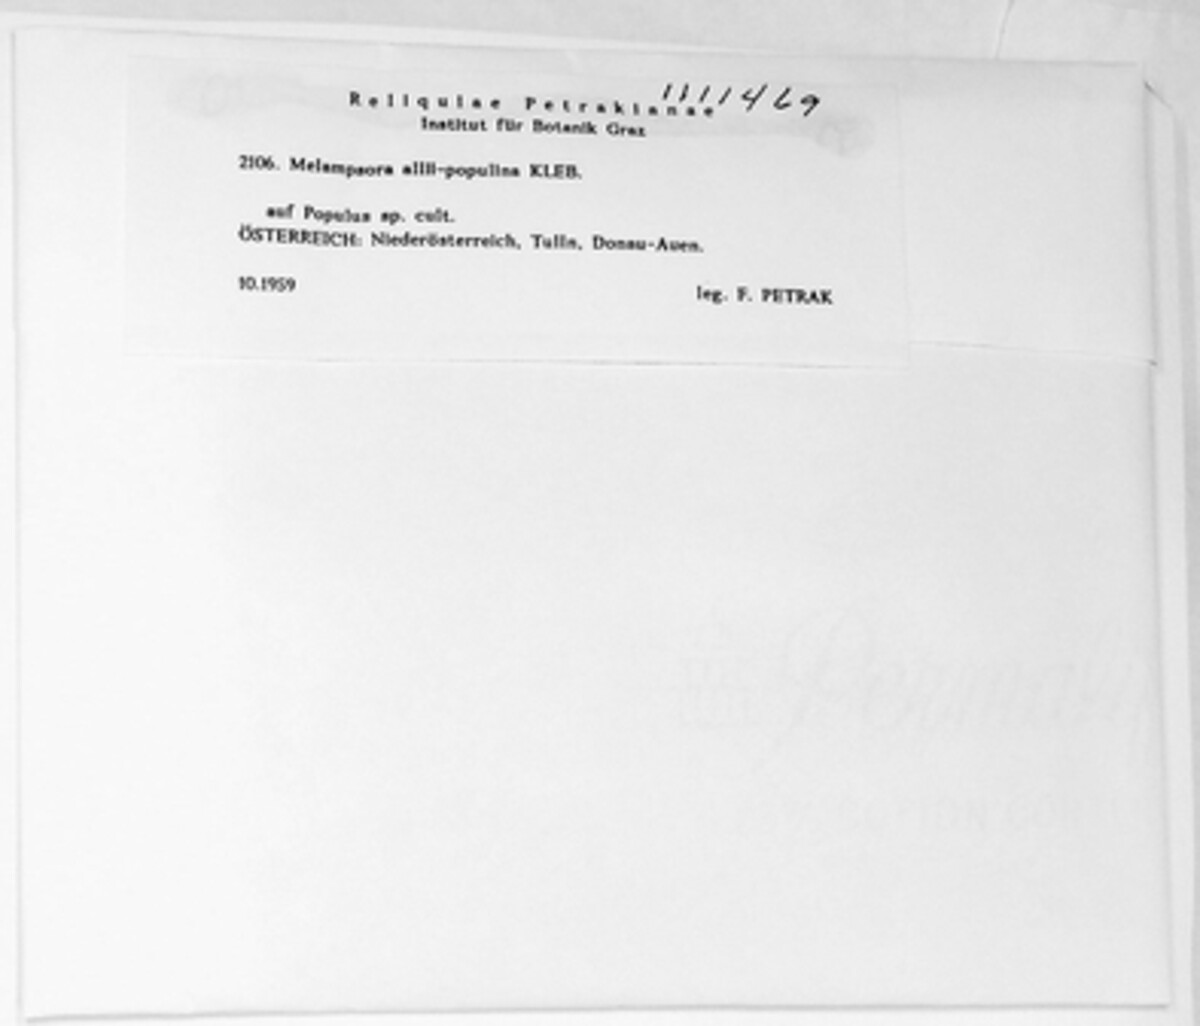 1111469
Reliquiae Petrakianae
Institut für Botanik Graz
2106. Melampsora allii-populina KLEB.
auf Populus sp. cult.
ÖSTERREICH: Niederösterreich, Tulln, Donau-Auen.
10.1959 leg. F. PETRAK